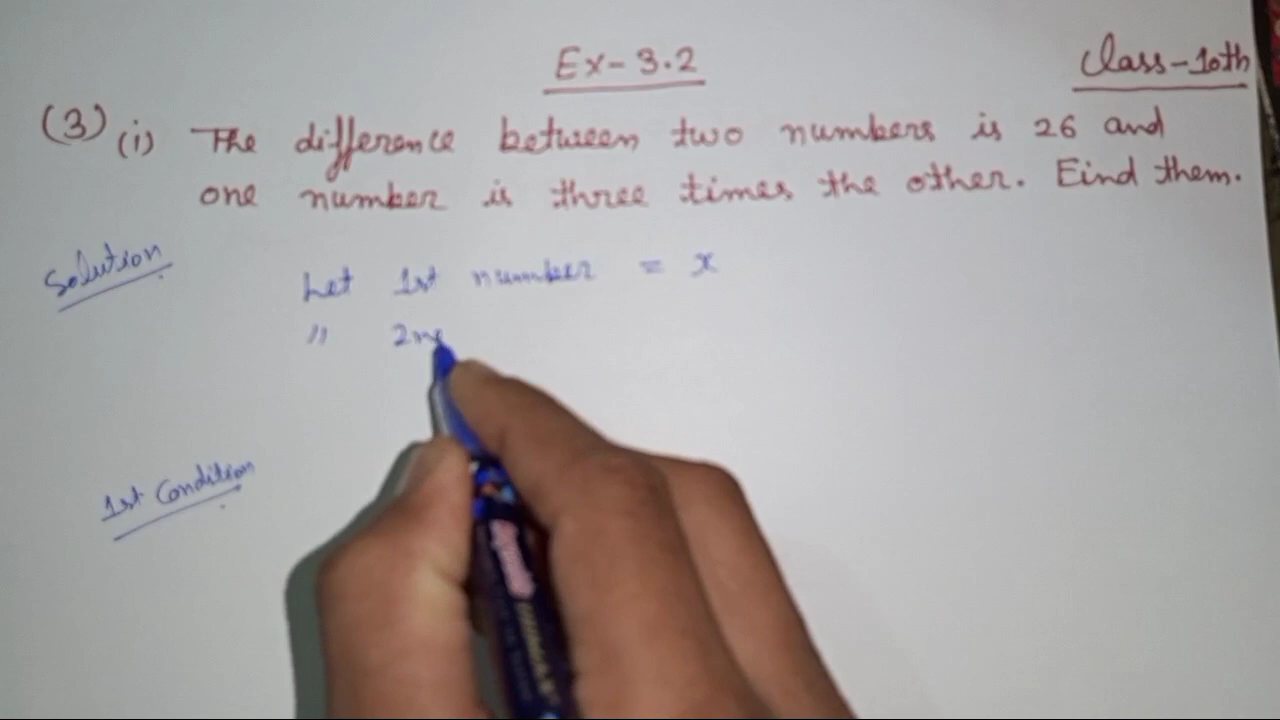 Ex-3.2
Class-10th
(3) (i) The difference between two numbers is 26 and
one number is three times the other. Find them.
Solution
Let 1st number = x
" 2n
1st Condition